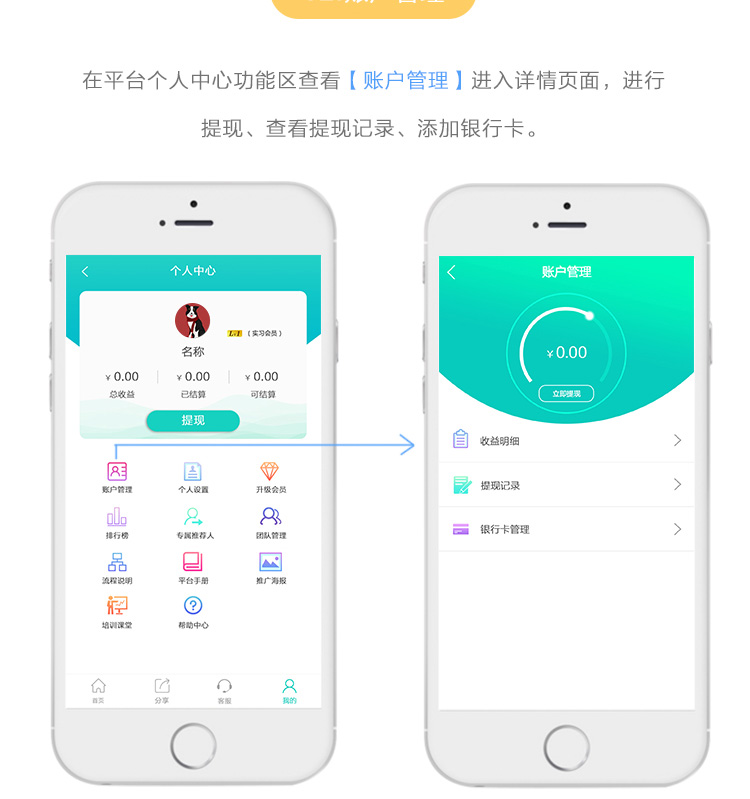 账户管理
在平台个人中心功能区查看【账户管理】进入详情页面，进行
提现、查看提现记录、添加银行卡。
个人中心
Lv1 (实习会员)
名称
¥ 0.00 ¥ 0.00 ¥ 0.00
总收益 已结算 可结算
提现
账户管理 个人设置 升级会员
排行榜 专属推荐人 团队管理
流程说明 平台手册 推广海报
培训课堂 帮助中心
首页 分享 客服 我的
账户管理
¥ 0.00
立即提现
收益明细
提现记录
银行卡管理